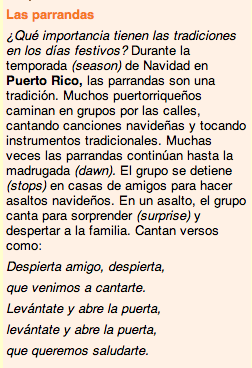 Las parrandas
¿Qué importancia tienen las tradiciones
en los días festivos? Durante la
temporada (season) de Navidad en
Puerto Rico, las parrandas son una
tradición. Muchos puertorriqueños
caminan en grupos por las calles,
cantando canciones navideñas y tocando
instrumentos tradicionales. Muchas
veces las parrandas continúan hasta la
madrugada (dawn). El grupo se detiene
(stops) en casas de amigos para hacer
asaltos navideños. En un asalto, el grupo
canta para sorprender (surprise) y
despertar a la familia. Cantan versos
como:
Despierta amigo, despierta,
que venimos a cantarte.
Levántate y abre la puerta,
levántate y abre la puerta,
que queremos saludarte.